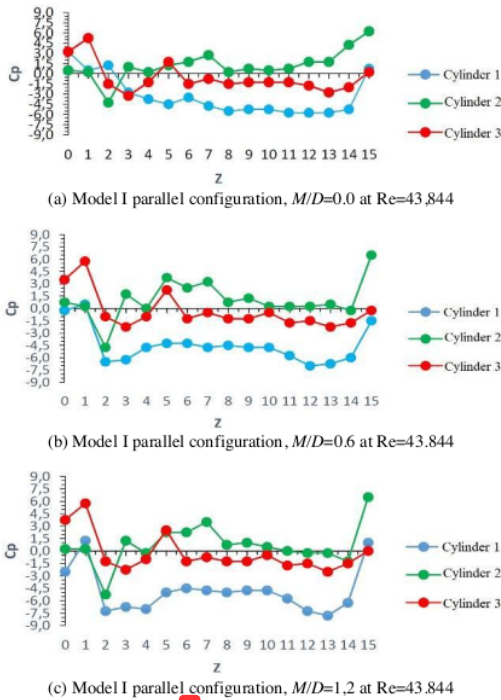 9,0
7,5
6,0
4,5
3,0
1,5
0,0
-1,5
-3,0
-4,5
-6,0
-7,5
-9,0
Cp
0 1 2 3 4 5 6 7 8 9 10 11 12 13 14 15
Z
Cylinder 1
Cylinder 2
Cylinder 3
(a) Model I parallel configuration, M/D=0.0 at Re=43,844
9,0
7,5
6,0
4,5
3,0
1,5
0,0
-1,5
-3,0
-4,5
-6,0
-7,5
-9,0
Cp
0 1 2 3 4 5 6 7 8 9 10 11 12 13 14 15
Z
Cylinder 1
Cylinder 2
Cylinder 3
(b) Model I parallel configuration, M/D=0.6 at Re=43.844
9,0
7,5
6,0
4,5
3,0
1,5
0,0
-1,5
-3,0
-4,5
-6,0
-7,5
-9,0
Cp
0 1 2 3 4 5 6 7 8 9 10 11 12 13 14 15
Z
Cylinder 1
Cylinder 2
Cylinder 3
(c) Model I parallel configuration, M/D=1,2 at Re=43.844